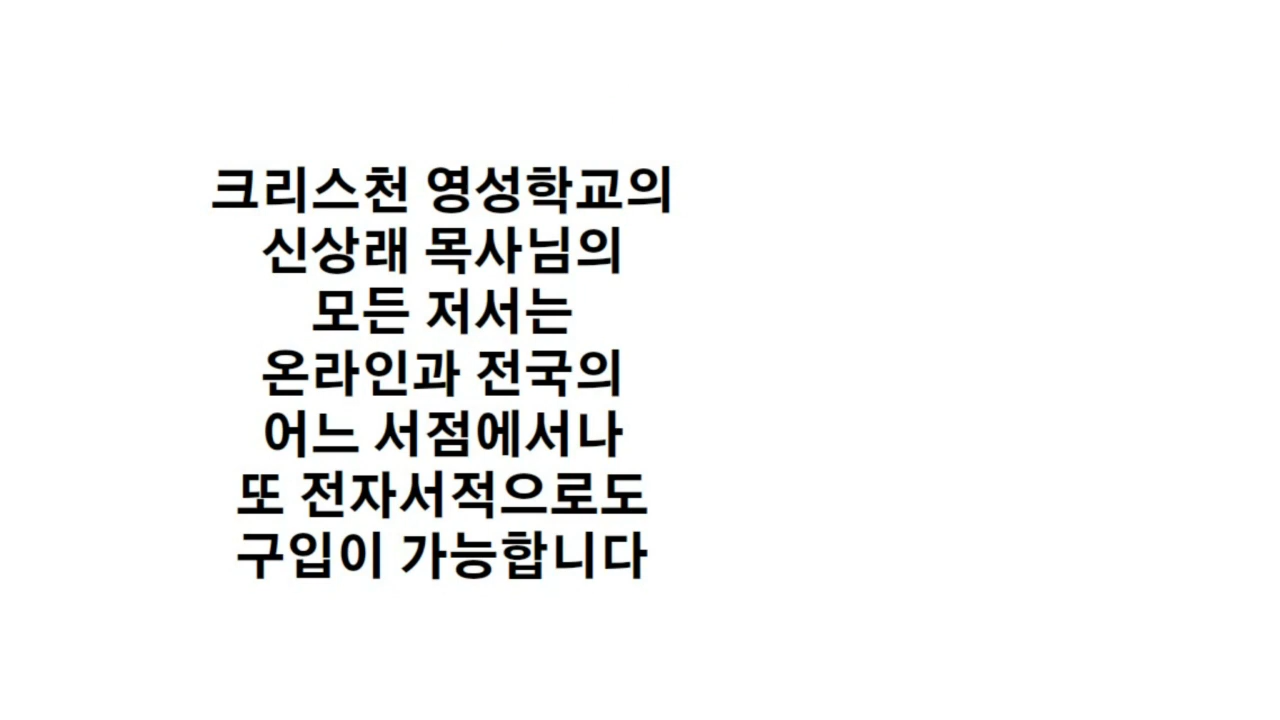 크리스천 영성학교의
신상래 목사님의
모든 저서는
온라인과 전국의
어느 서점에서나
또 전자서적으로도
구입이 가능합니다